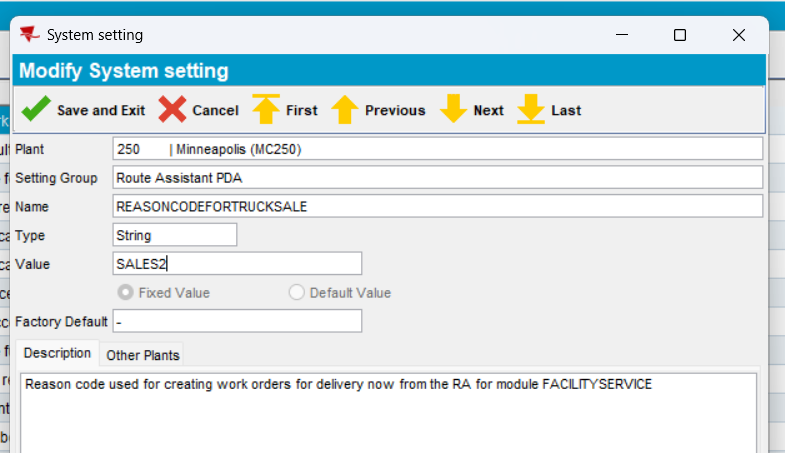 System setting
Modify System setting
Save and Exit Cancel First Previous Next Last
Plant 250 | Minneapolis (MC250)
Setting Group Route Assistant PDA
Name REASONCODEFORTRUCKSALE
Type String
Value SALES2
Fixed Value Default Value
Factory Default -
Description Other Plants
Reason code used for creating work orders for delivery now from the RA for module FACILITYSERVICE